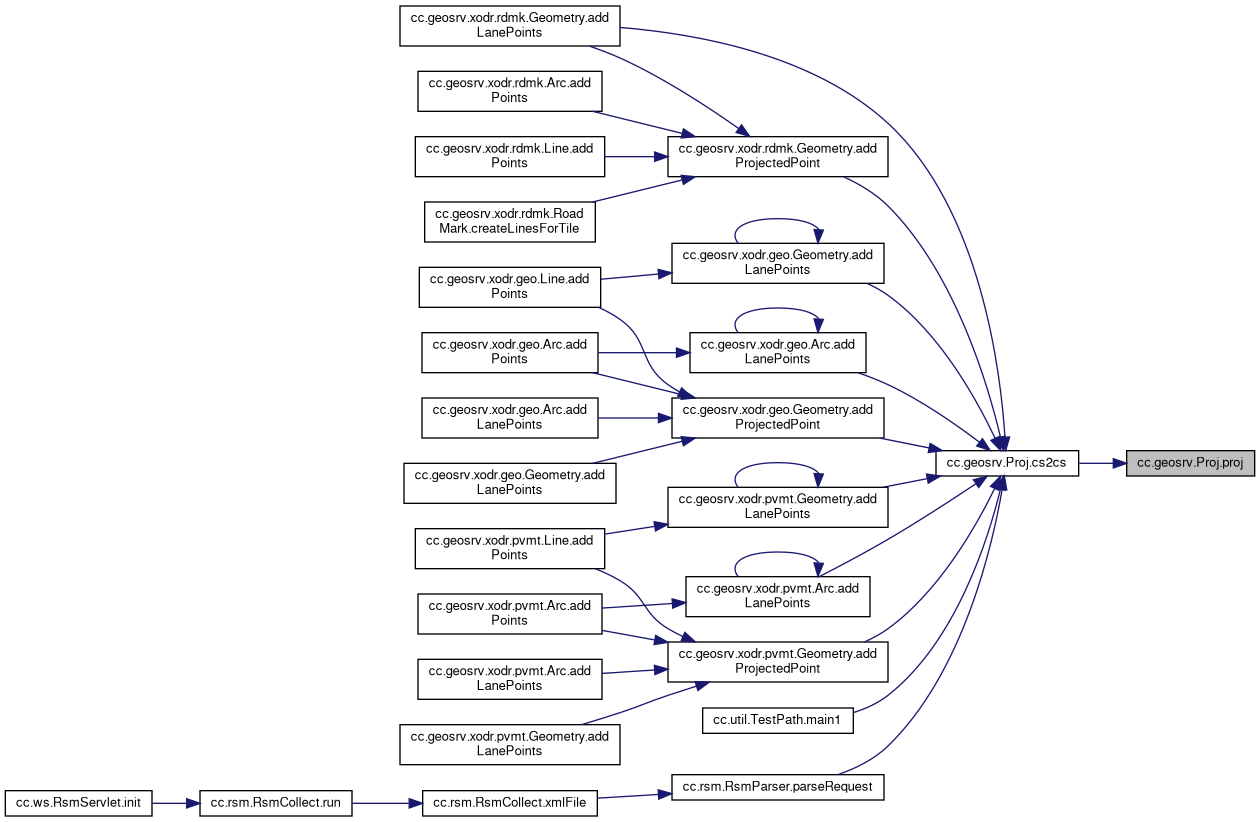 cc.geosrv.xodr.rdmk.Geometry.add
LanePoints
cc.geosrv.xodr.rdmk.Arc.add
Points
cc.geosrv.xodr.rdmk.Line.add
Points
cc.geosrv.xodr.rdmk.Geometry.add
ProjectedPoint
cc.geosrv.xodr.rdmk.Road
Mark.createLinesForTile
cc.geosrv.xodr.geo.Geometry.add
LanePoints
cc.geosrv.xodr.geo.Line.add
Points
cc.geosrv.xodr.geo.Arc.add
Points
cc.geosrv.xodr.geo.Arc.add
LanePoints
cc.geosrv.xodr.geo.Arc.add
LanePoints
cc.geosrv.xodr.geo.Geometry.add
ProjectedPoint
cc.geosrv.xodr.geo.Geometry.add
LanePoints
cc.geosrv.Proj.cs2cs
cc.geosrv.Proj.proj
cc.geosrv.xodr.pvmt.Geometry.add
LanePoints
cc.geosrv.xodr.pvmt.Line.add
Points
cc.geosrv.xodr.pvmt.Arc.add
LanePoints
cc.geosrv.xodr.pvmt.Arc.add
Points
cc.geosrv.xodr.pvmt.Geometry.add
ProjectedPoint
cc.geosrv.xodr.pvmt.Arc.add
LanePoints
cc.util.TestPath.main1
cc.geosrv.xodr.pvmt.Geometry.add
LanePoints
cc.ws.RsmServlet.init
cc.rsm.RsmCollect.run
cc.rsm.RsmCollect.xmlFile
cc.rsm.RsmParser.parseRequest